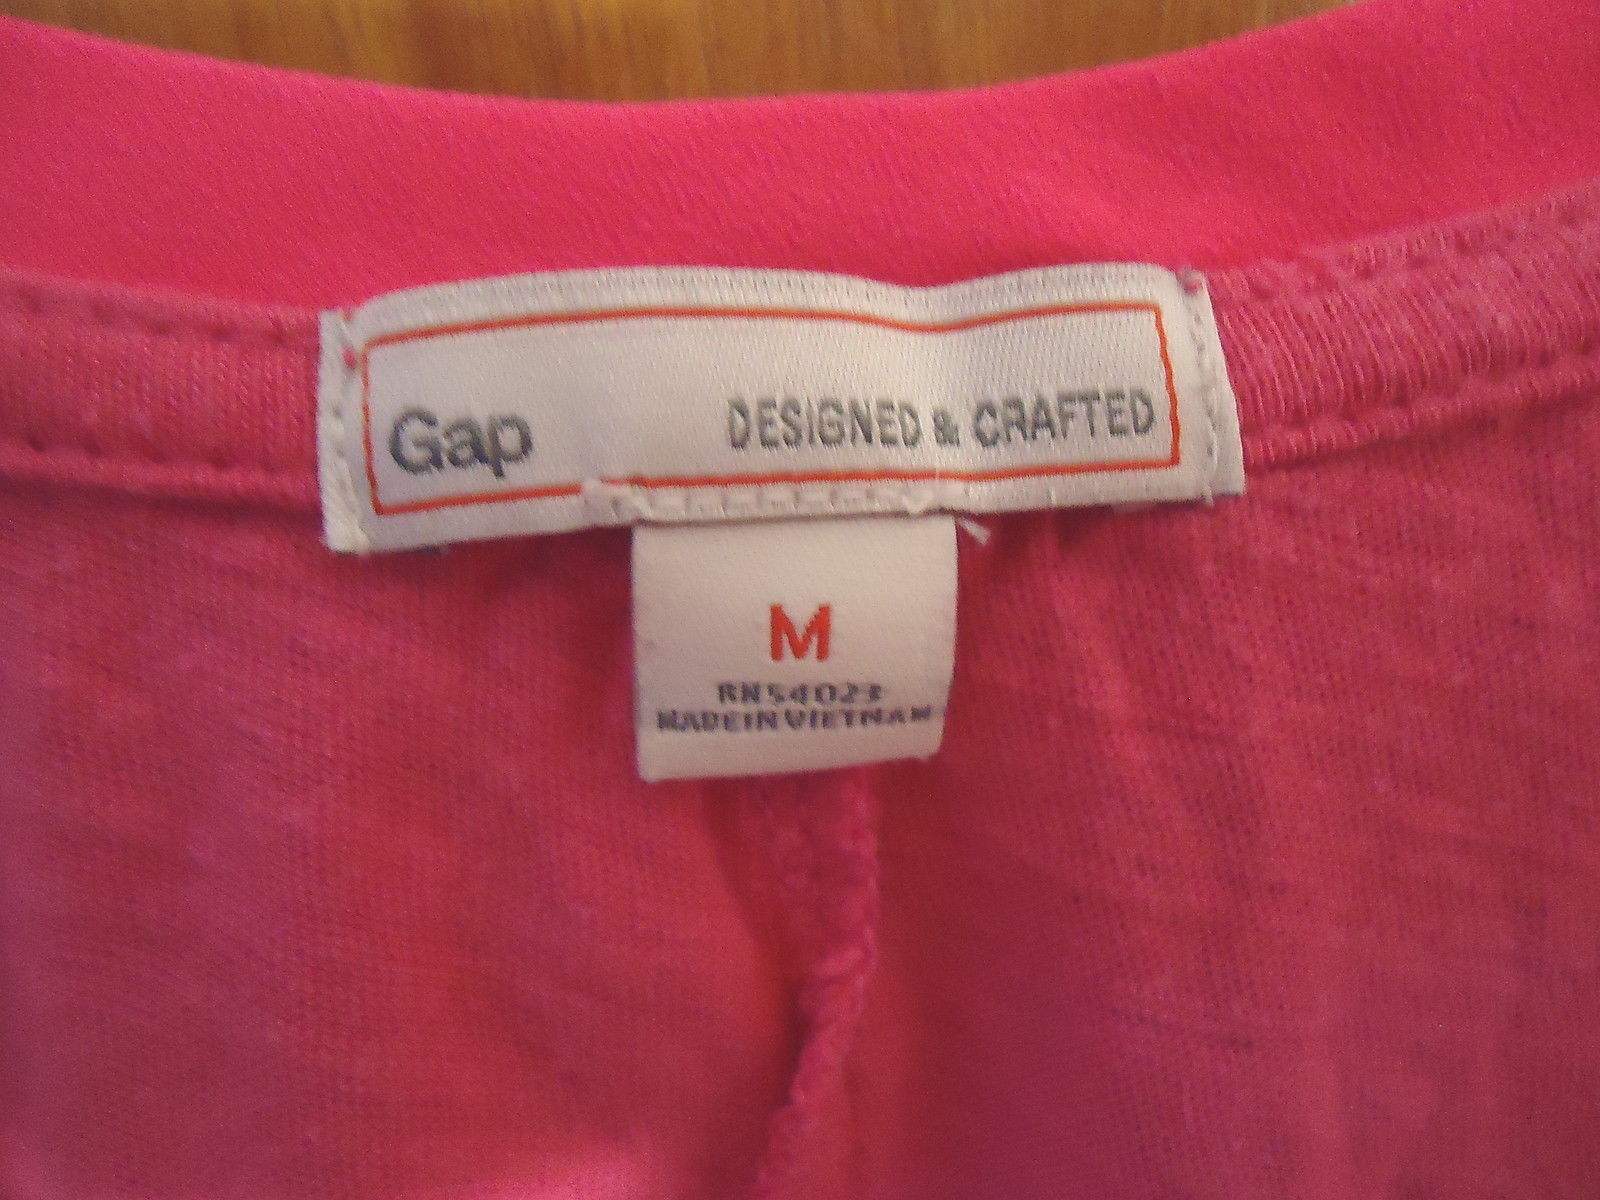 Gap DESIGNED & CRAFTED
M
RN54023
MADE IN VIETNAM